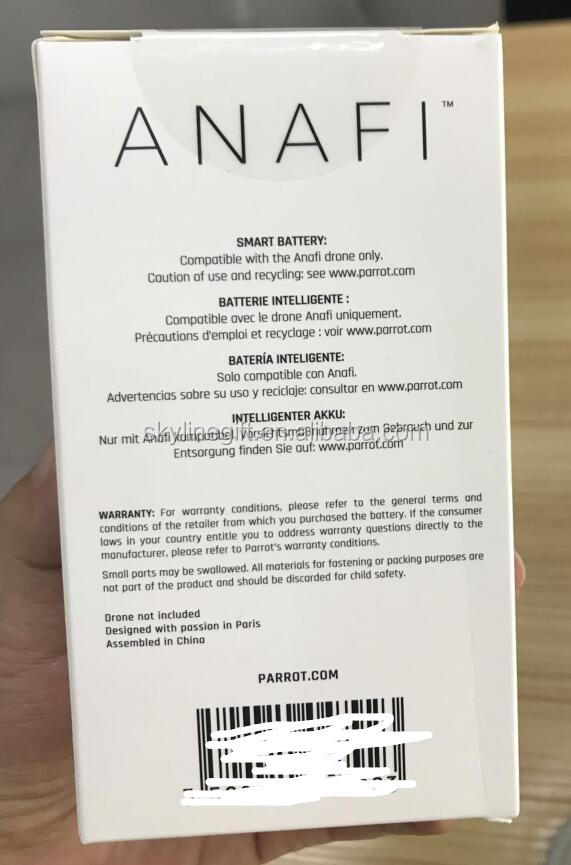 ANAFI™
SMART BATTERY:
Compatible with the Anafi drone only.
Caution of use and recycling: see www.parrot.com
BATTERIE INTELLIGENTE :
Compatible avec le drone Anafi uniquement.
Précautions d'emploi et recyclage : voir www.parrot.com
BATERÍA INTELIGENTE:
Solo compatible con Anafi.
Advertencias sobre su uso y reciclaje: consultar en www.parrot.com
INTELLIGENTER AKKU:
Nur mit Anafi kompatibel. Vorsichtsmaßnahmen zum Gebrauch und zur
skylinegift.en.alibaba.com
Entsorgung finden Sie auf: www.parrot.com
WARRANTY: For warranty conditions, please refer to the general terms and
conditions of the retailer from which you purchased the battery. If the consumer
laws in your country entitle you to address warranty questions directly to the
manufacturer, please refer to Parrot's warranty conditions.
Small parts may be swallowed. All materials for fastening or packing purposes are
not part of the product and should be discarded for child safety.
Drone not included
Designed with passion in Paris
Assembled in China
PARROT.COM